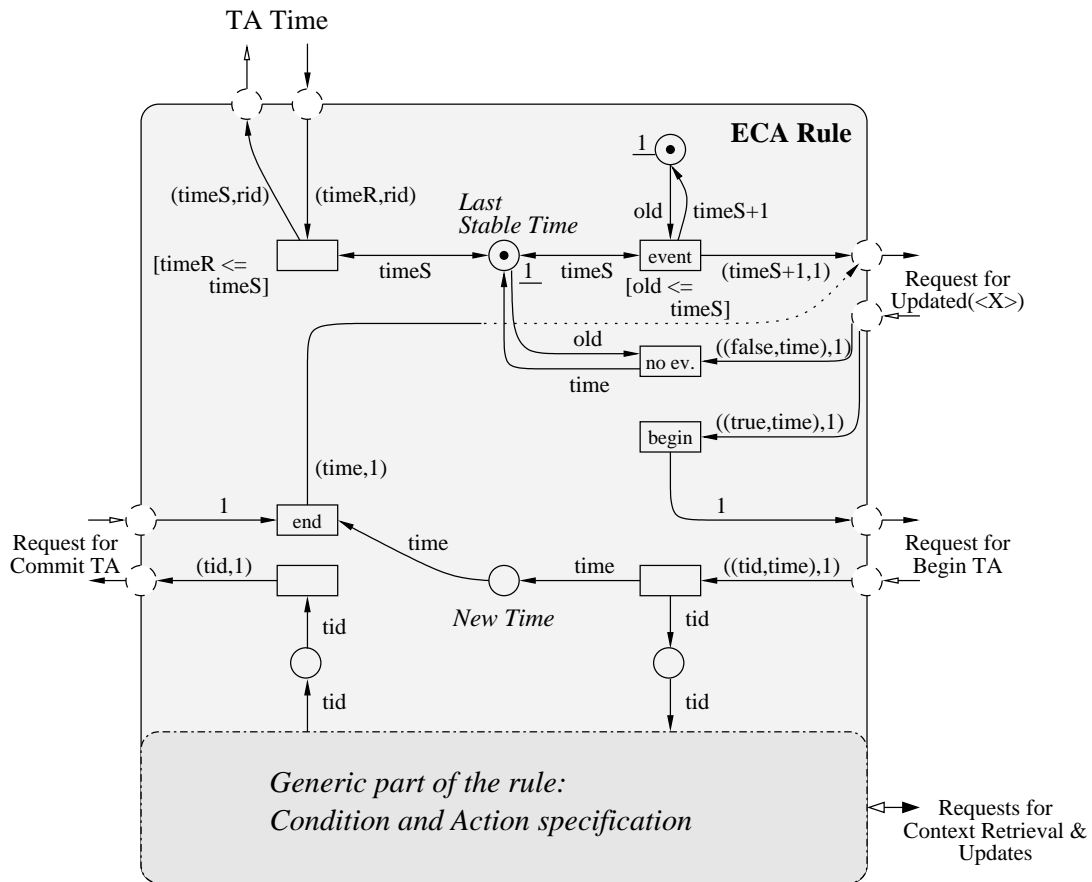 TA Time
ECA Rule
1
(timeS,rid)
(timeR,rid)
Last
Stable Time
old
timeS+1
[timeR <=
timeS]
timeS
1
timeS
event
(timeS+1,1)
[old <=
timeS]
Request for
Updated(<X>)
old
no ev.
((false,time),1)
time
begin
((true,time),1)
(time,1)
1
end
1
Request for
Commit TA
time
Request for
Begin TA
(tid,1)
time
((tid,time),1)
New Time
tid
tid
tid
tid
Generic part of the rule:
Condition and Action specification
Requests for
Context Retrieval &
Updates